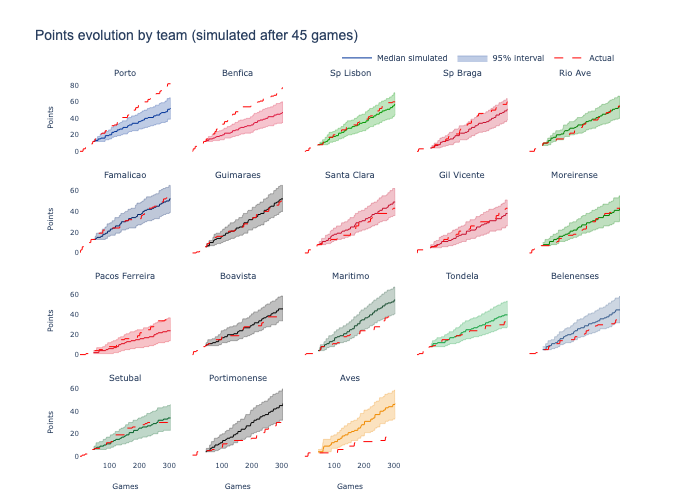 Points evolution by team (simulated after 45 games)
Median simulated 95% interval Actual
Porto Benfica Sp Lisbon Sp Braga Rio Ave
80
60
Points
40
20
0
Famalicao Guimaraes Santa Clara Gil Vicente Moreirense
60
40
Points
20
0
Pacos Ferreira Boavista Maritimo Tondela Belenenses
60
40
Points
20
0
Setubal Portimonense Aves
60
40
Points
20
0
100 200 300 100 200 300 100 200 300
Games Games Games